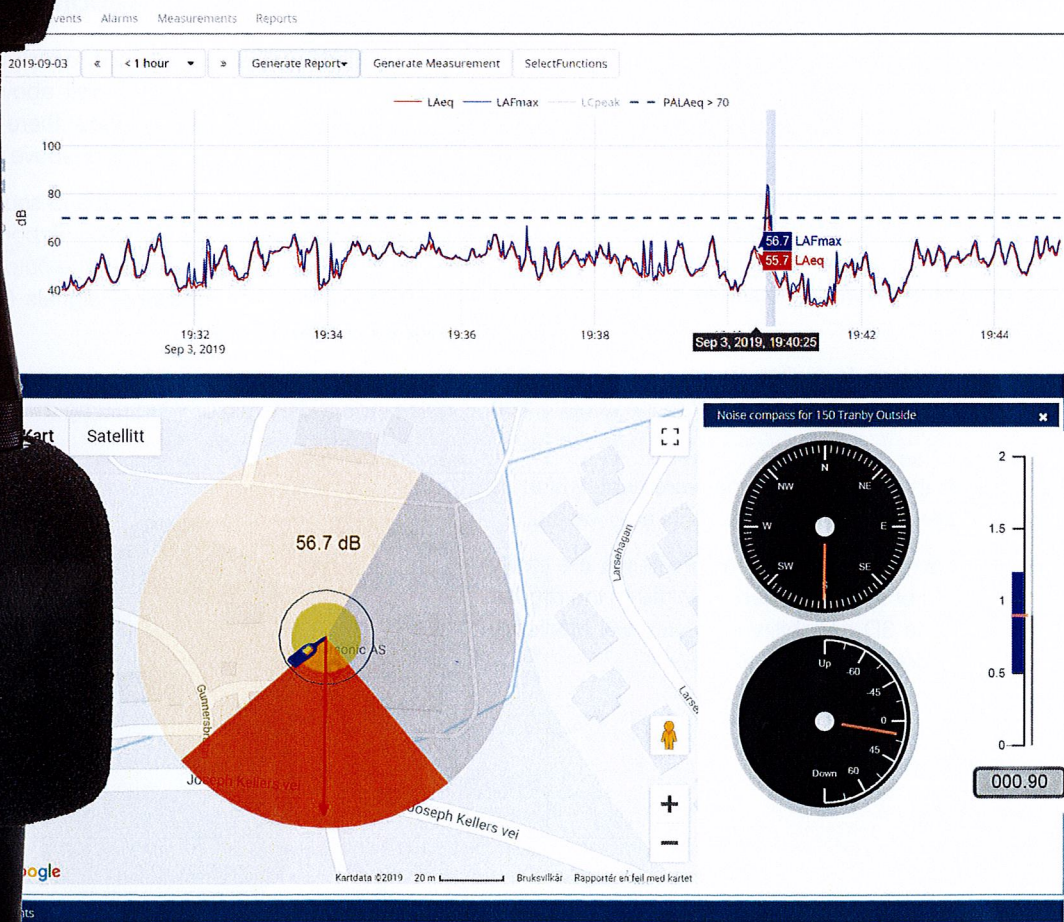 Alarms Measurements Reports
2019-09-03 « < 1 hour » Generate Report Generate Measurement SelectFunctions
LAeq LAFmax LCpeak PALAeq > 70
100
80
dB
60
56.7 LAFmax
55.7 LAeq
40
19:32 19:34 19:36 19:38 19:42 19:44
Sep 3, 2019
Sep 3, 2019, 19:40:25
Noise compass for 150 Tranby Outside
Satellitt
56.7 dB
AS
Larsehagan
Joseph Kellers vei
Joseph Kellers vei
Kartdata ©2019 20 m Bruksvilkår Rapportér en feil med kartet
N
NW NE
W E
SW SE
S
Up
-60
-45
0
45
60
Down
2
1.5
1
0.5
0
000.90